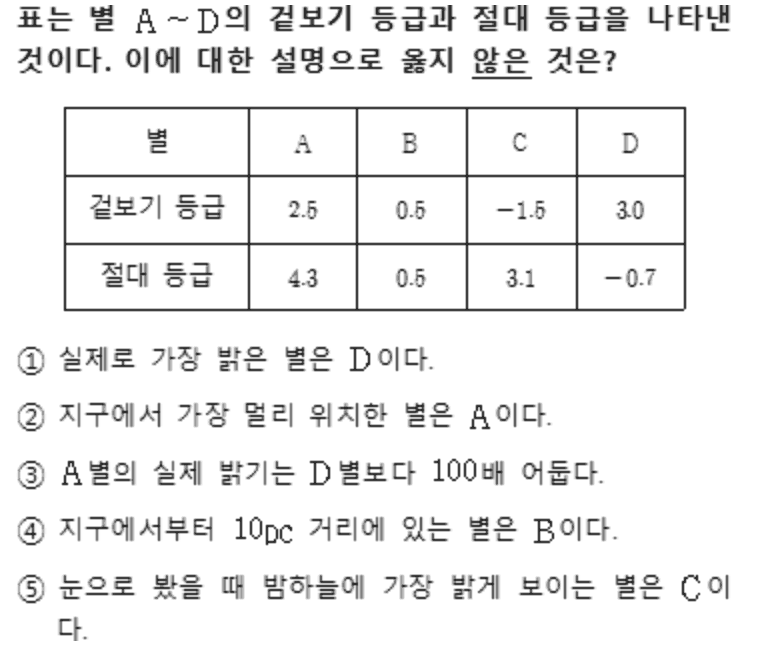 표는 별 A ~ D의 겉보기 등급과 절대 등급을 나타낸
것이다. 이에 대한 설명으로 옳지 않은 것은?
별 A B C D
겉보기 등급 2.5 0.5 -1.5 3.0
절대 등급 4.3 0.5 3.1 -0.7
① 실제로 가장 밝은 별은 D이다.
② 지구에서 가장 멀리 위치한 별은 A이다.
③ A별의 실제 밝기는 D별보다 100배 어둡다.
④ 지구에서부터 10pc 거리에 있는 별은 B이다.
⑤ 눈으로 봤을 때 밤하늘에 가장 밝게 보이는 별은 C이
다.